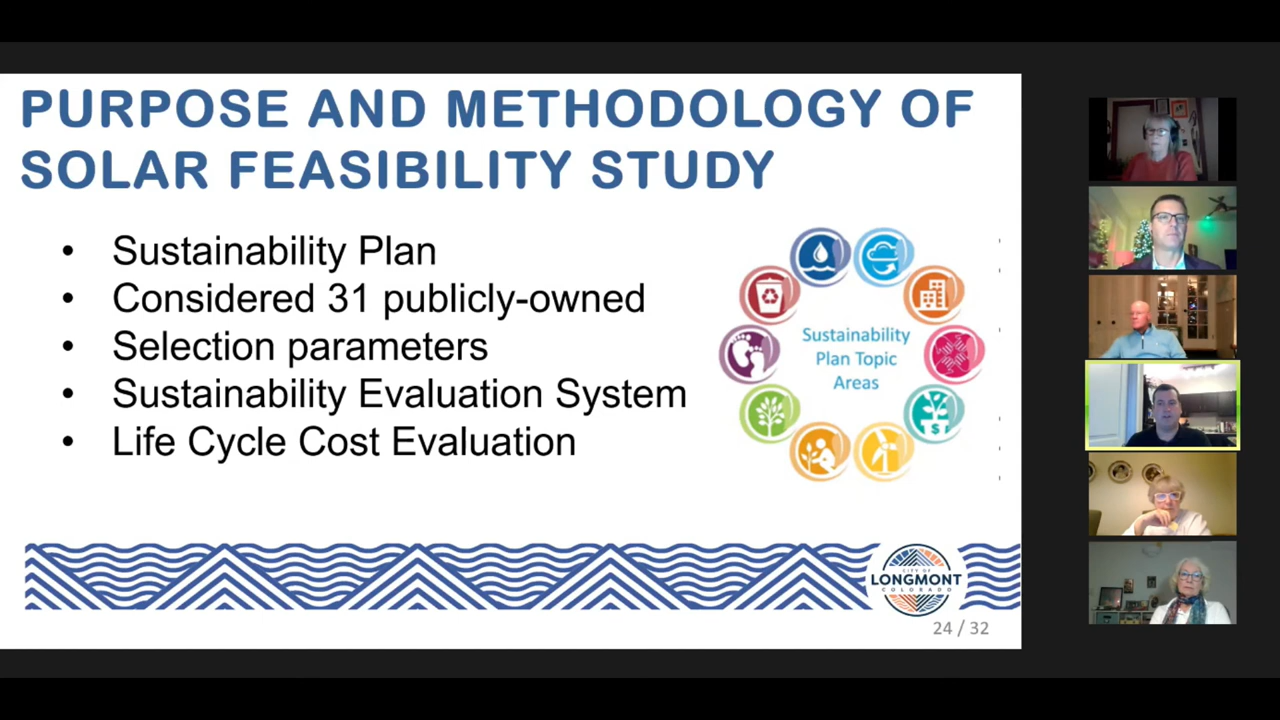 PURPOSE AND METHODOLOGY OF
SOLAR FEASIBILITY STUDY
• Sustainability Plan
• Considered 31 publicly-owned
• Selection parameters
• Sustainability Evaluation System
• Life Cycle Cost Evaluation
Sustainability
Plan Topic
Areas
$
CITY OF
LONGMONT
COLORADO
24 / 32